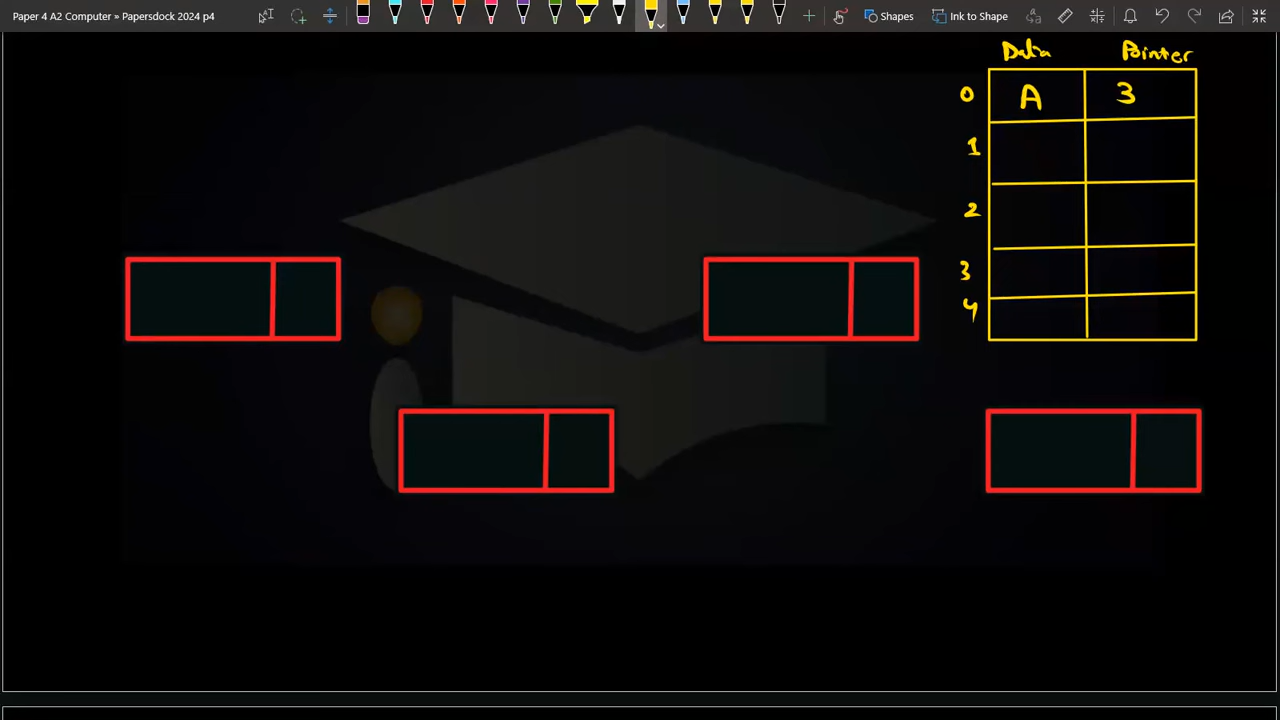 Paper 4 A2 Computer » Papersdock 2024 p4
Shapes
Ink to Shape
Data Pointer
0 A 3
1
2
3
4